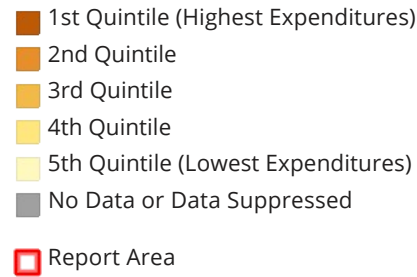 1st Quintile (Highest Expenditures)
2nd Quintile
3rd Quintile
4th Quintile
5th Quintile (Lowest Expenditures)
No Data or Data Suppressed
Report Area